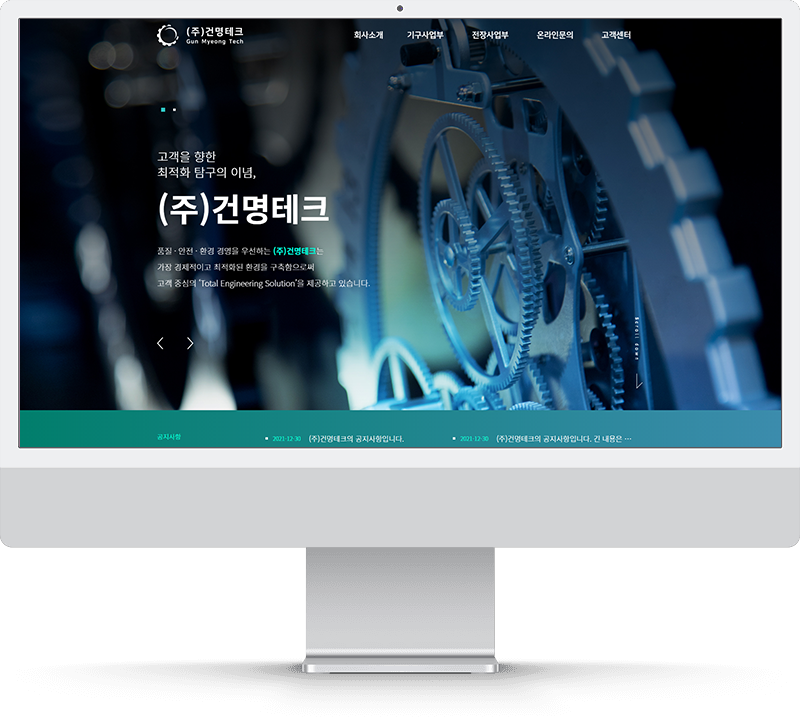 (주)건명테크
Gun Myeong Tech
회사소개 기구사업부 전장사업부 온라인문의 고객센터
고객을 향한
최적화 탐구의 이념,
(주)건명테크
품질 · 안전 · 환경 경영을 우선하는 (주)건명테크는
가장 경제적이고 최적화된 환경을 구축함으로써
고객 중심의 'Total Engineering Solution'을 제공하고 있습니다.
Scroll down
공지사항
2021-12-30 (주)건명테크의 공지사항입니다.
2021-12-30 (주)건명테크의 공지사항입니다. 긴 내용은 ···